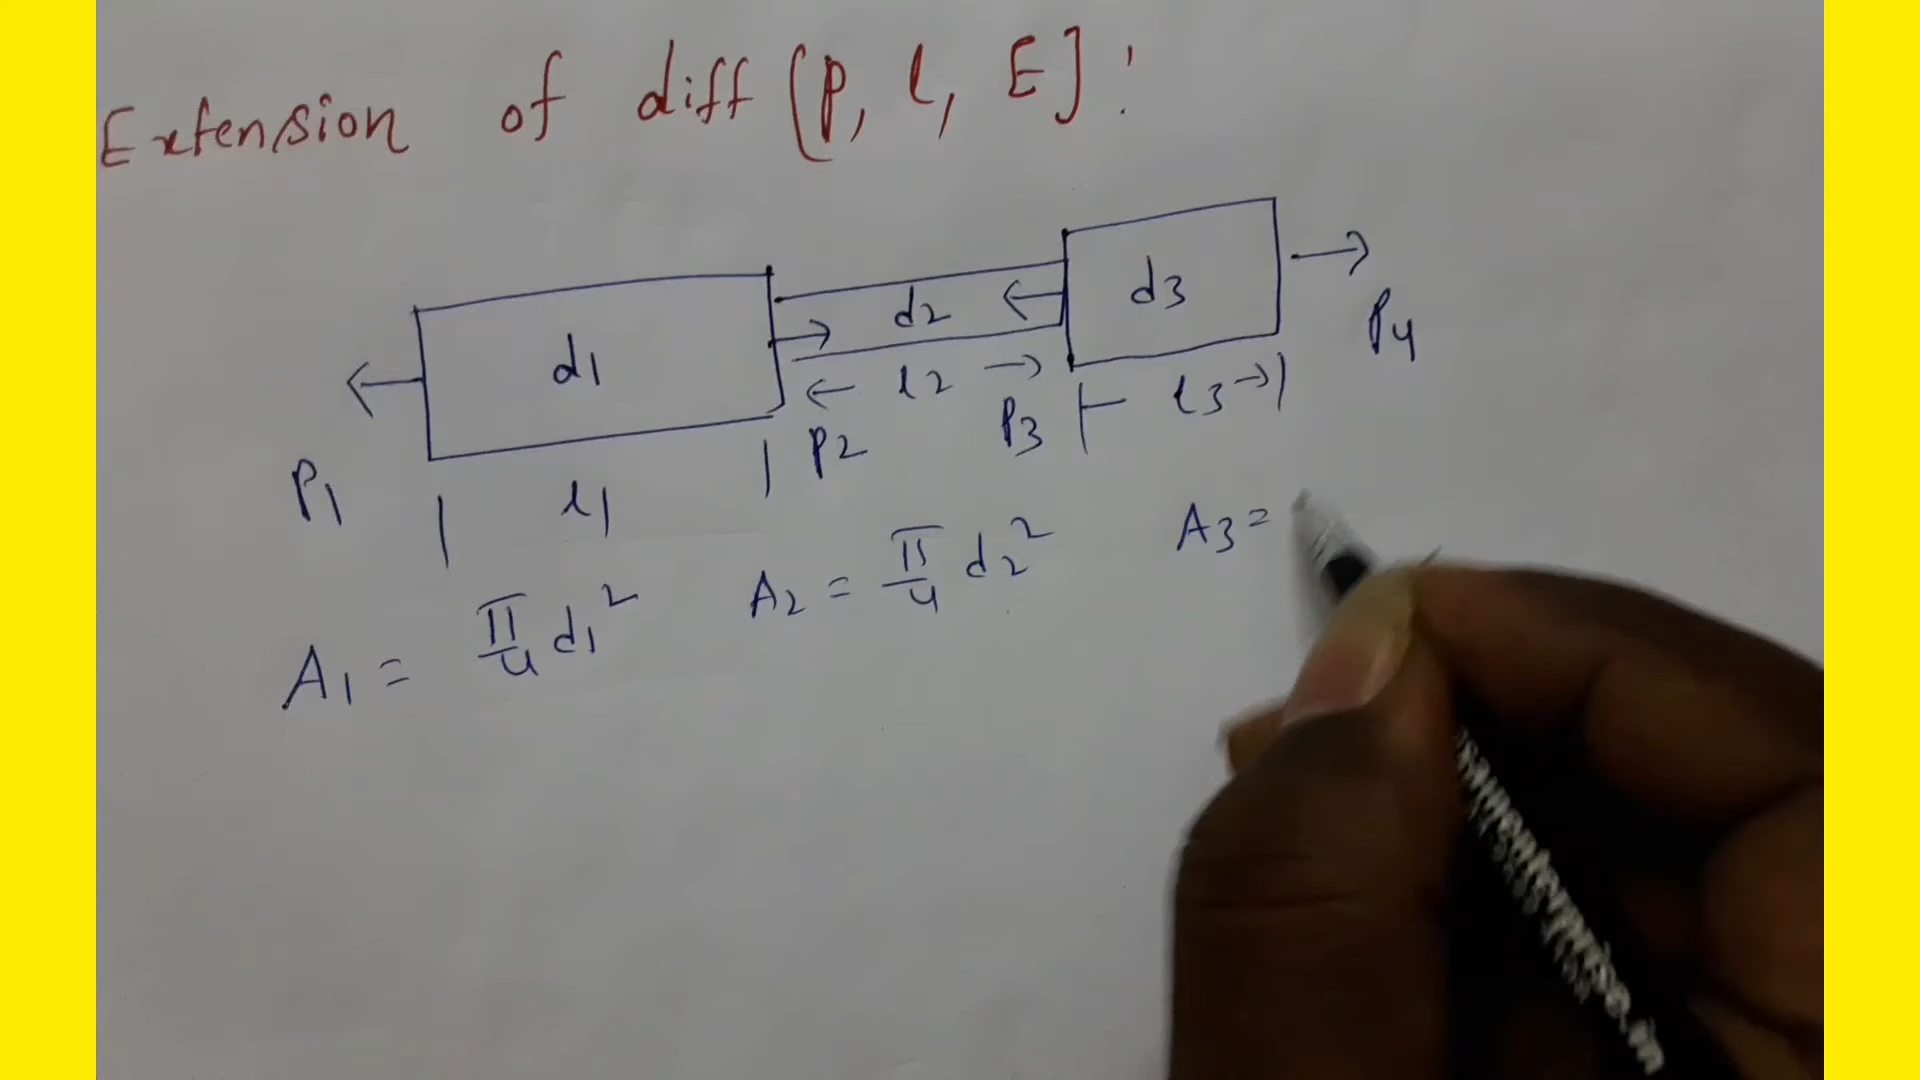 Extension of diff (P, l, E] :
d1 d2 d3
P1 l1 P2 l2 P3 l3 P4
A1 = π/4 d1² A2 = π/4 d2² A3 =